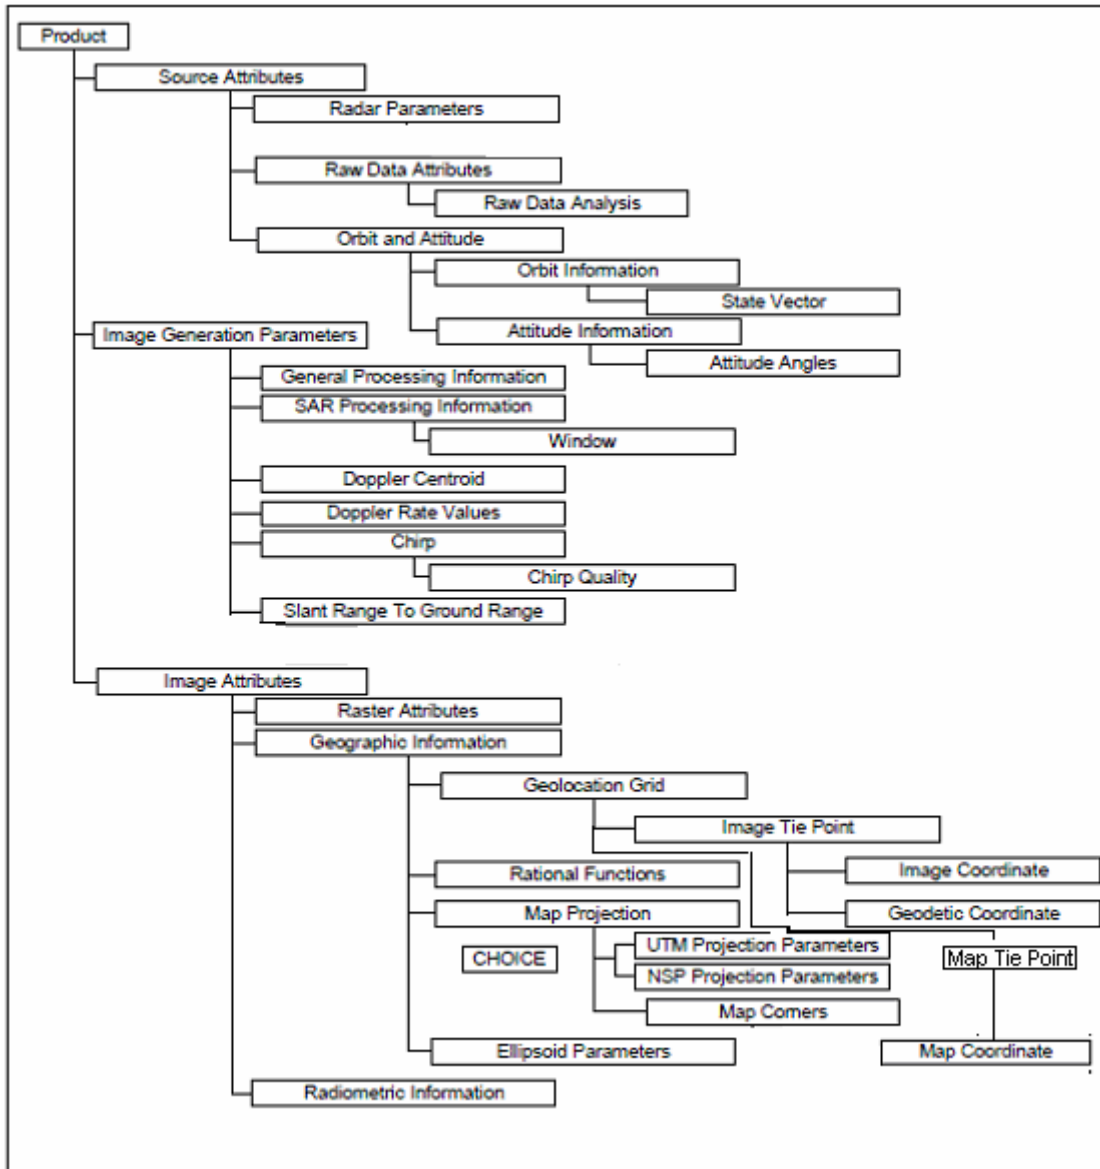 Product
Source Attributes
Radar Parameters
Raw Data Attributes
Raw Data Analysis
Orbit and Attitude
Orbit Information
State Vector
Attitude Information
Attitude Angles
Image Generation Parameters
General Processing Information
SAR Processing Information
Window
Doppler Centroid
Doppler Rate Values
Chirp
Chirp Quality
Slant Range To Ground Range
Image Attributes
Raster Attributes
Geographic Information
Geolocation Grid
Image Tie Point
Image Coordinate
Geodetic Coordinate
Rational Functions
Map Projection
CHOICE
UTM Projection Parameters
NSP Projection Parameters
Map Corners
Map Tie Point
Map Coordinate
Ellipsoid Parameters
Radiometric Information